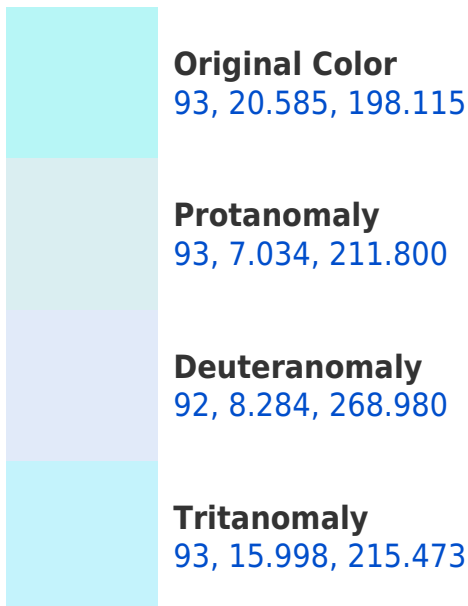 Original Color
93, 20.585, 198.115
Protanomaly
93, 7.034, 211.800
Deuteranomaly
92, 8.284, 268.980
Tritanomaly
93, 15.998, 215.473